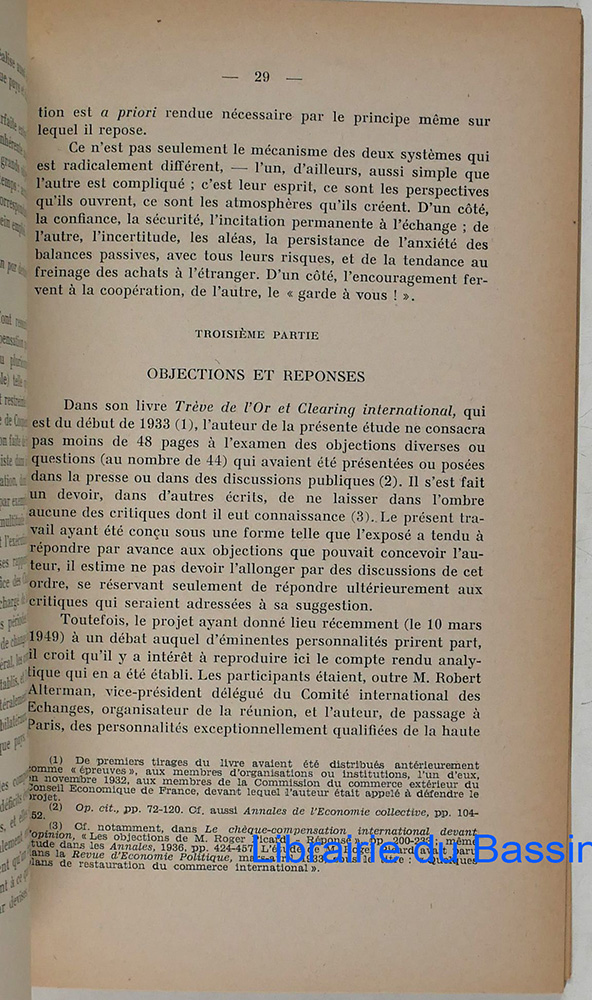 — 29 —
tion est a priori rendue nécessaire par le principe même sur
lequel il repose.
Ce n'est pas seulement le mécanisme des deux systèmes qui
est radicalement différent, — l'un, d'ailleurs, aussi simple que
l'autre est compliqué ; c'est leur esprit, ce sont les perspectives
qu'ils ouvrent, ce sont les atmosphères qu'ils créent. D'un côté,
la confiance, la sécurité, l'incitation permanente à l'échange ; de
l'autre, l'incertitude, les aléas, la persistance de l'anxiété des
balances passives, avec tous leurs risques, et de la tendance au
freinage des achats à l'étranger. D'un côté, l'encouragement fer-
vent à la coopération, de l'autre, le « garde à vous ! ».
TROISIÈME PARTIE
OBJECTIONS ET REPONSES
Dans son livre Trêve de l'Or et Clearing international, qui
est du début de 1933 (1), l'auteur de la présente étude ne consacra
pas moins de 48 pages à l'examen des objections diverses ou
questions (au nombre de 44) qui avaient été présentées ou posées
dans la presse ou dans des discussions publiques (2). Il s'est fait
un devoir, dans d'autres écrits, de ne laisser dans l'ombre
aucune des critiques dont il eut connaissance (3). Le présent tra-
vail ayant été conçu sous une forme telle que l'exposé a tendu à
répondre par avance aux objections que pouvait concevoir l'au-
teur, il estime ne pas devoir l'allonger par des discussions de cet
ordre, se réservant seulement de répondre ultérieurement aux
critiques qui seraient adressées à sa suggestion.
Toutefois, le projet ayant donné lieu récemment (le 10 mars
1949) à un débat auquel d'éminentes personnalités prirent part,
il croit qu'il y a intérêt à reproduire ici le compte rendu analy-
tique qui en a été établi. Les participants étaient, outre M. Robert
Alterman, vice-président délégué du Comité international des
Echanges, organisateur de la réunion, et l'auteur, de passage à
Paris, des personnalités exceptionnellement qualifiées de la haute
(1) De premiers tirages du livre avaient été distribués antérieurement
comme « épreuves », aux membres d'organisations ou institutions, l'un d'eux,
en novembre 1932, aux membres de la Commission du commerce extérieur du
Conseil Economique de France, devant lequel l'auteur était appelé à défendre le
projet.
(2) Op. cit., pp. 72-120. Cf. aussi Annales de l'Economie collective, pp. 104-
52.
(3) Cf. notamment, dans Le chèque-compensation international devant
l'opinion, « Les objections de M. Roger Picard. Réponse », pp. 200-232 ; même
étude dans les Annales, 1936, pp. 424-457. L'étude de M. Roger Picard avait paru
dans la Revue d'Economie Politique, sous le titre : « Quelques
plans de restauration du commerce international ».
Librairie du Bassin